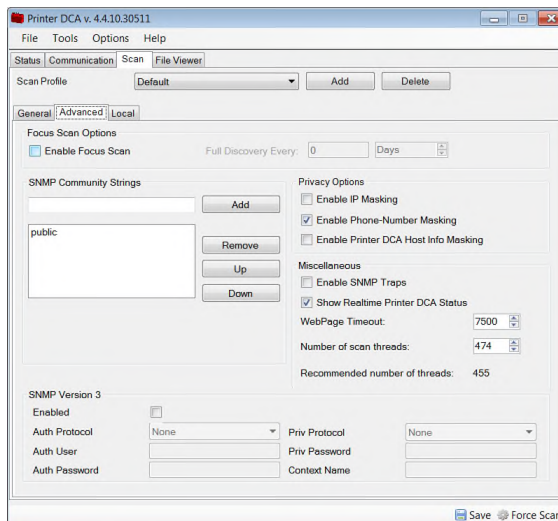 Printer DCA v. 4.4.10.30511
File Tools Options Help
Status Communication Scan File Viewer
Scan Profile Default Add Delete
General Advanced Local
Focus Scan Options
Enable Focus Scan Full Discovery Every: 0 Days
SNMP Community Strings
Add
public
Remove
Up
Down
Privacy Options
Enable IP Masking
Enable Phone-Number Masking
Enable Printer DCA Host Info Masking
Miscellaneous
Enable SNMP Traps
Show Realtime Printer DCA Status
WebPage Timeout: 7500
Number of scan threads: 474
Recommended number of threads: 455
SNMP Version 3
Enabled
Auth Protocol None Priv Protocol None
Auth User Priv Password
Auth Password Context Name
Save Force Scan